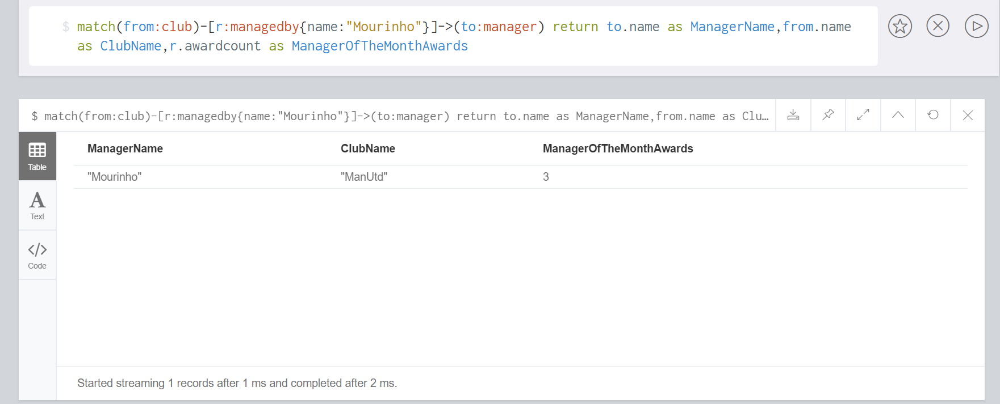 $ match(from:club)-[r:managedby{name:"Mourinho"}]->(to:manager) return to.name as ManagerName,from.name
as ClubName,r.awardcount as ManagerOfTheMonthAwards
$ match(from:club)-[r:managedby{name:"Mourinho"}]->(to:manager) return to.name as ManagerName,from.name as Clu…
Table
ManagerName ClubName ManagerOfTheMonthAwards
"Mourinho" "ManUtd" 3
Text
Code
Started streaming 1 records after 1 ms and completed after 2 ms.